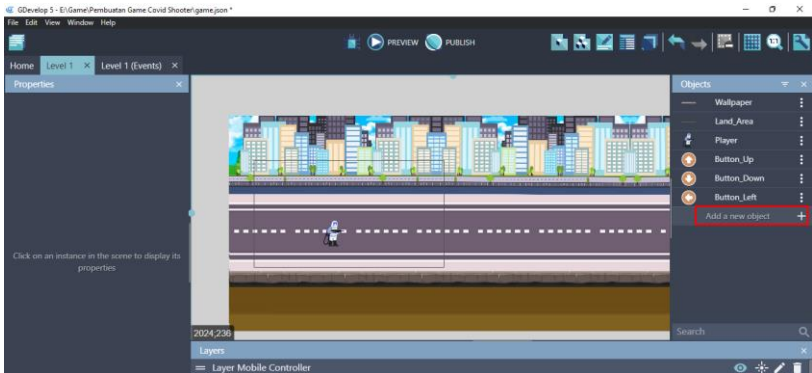 GDevelop 5 - E:\Game\Pembuatan Game Covid Shooter\game.json *
File Edit View Window Help
PREVIEW PUBLISH
Home Level 1 × Level 1 (Events) ×
Properties ×
Objects ×
Wallpaper
Land_Area
Player
Button_Up
Button_Down
Button_Left
Add a new object +
Click on an instance in the scene to display its
properties
2024;236
Search
Layers ×
Layer Mobile Controller